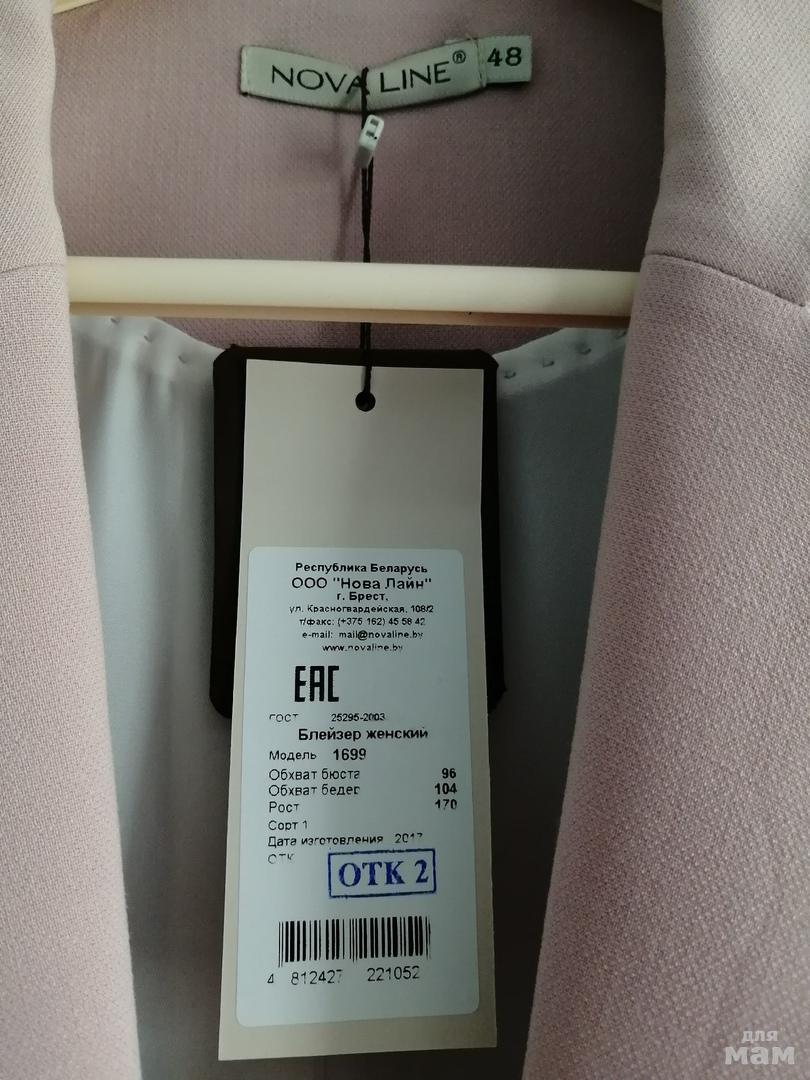 NOVA LINE® 48
Республика Беларусь
ООО "Нова Лайн"
г. Брест,
ул. Красногвардейская, 108/2
т/факс: (+375 162) 45 58 42
e-mail: mail@novaline.by
www.novaline.by
EAC
ГОСТ 25295-2003
Блейзер женский
Модель 1699
Обхват бюста 96
Обхват бедер 104
Рост 170
Сорт 1
Дата изготовления 2017
ОТК
ОТК 2
4 812427 221052
для
мам